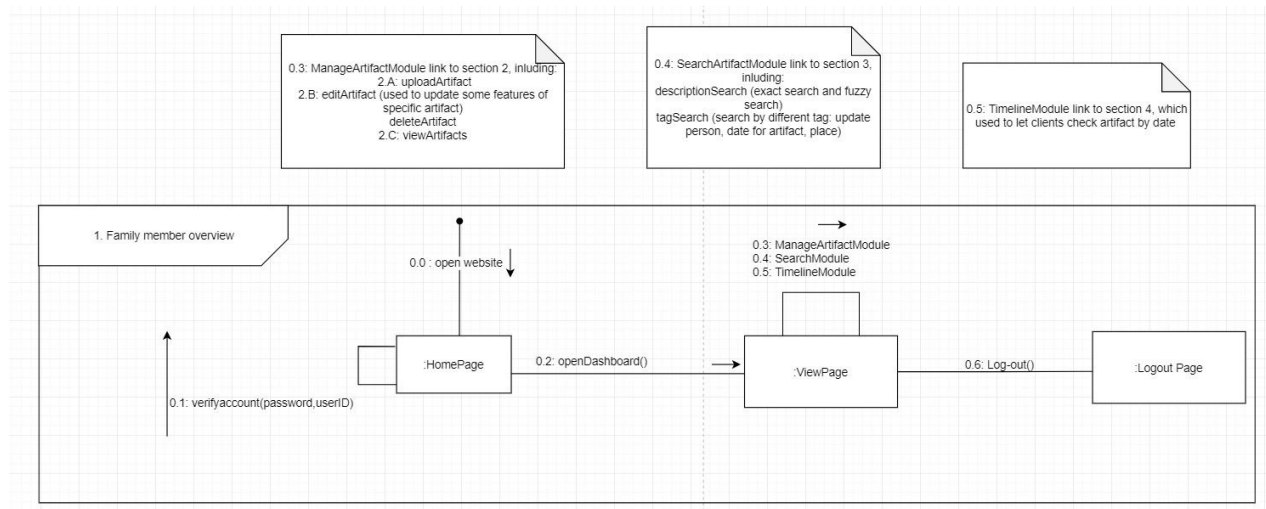 0.3: ManageArtifactModule link to section 2, inluding:
2.A: uploadArtifact
2.B: editArtifact (used to update some features of
specific artifact)
deleteArtifact
2.C: viewArtifacts
0.4: SearchArtifactModule link to section 3,
inluding:
descriptionSearch (exact search and fuzzy
search)
tagSearch (search by different tag: update
person, date for artifact, place)
0.5: TimelineModule link to section 4, which
used to let clients check artifact by date
1. Family member overview
0.0 : open website
0.3: ManageArtifactModule
0.4: SearchModule
0.5: TimelineModule
0.1: verifyaccount(password,userID)
:HomePage
0.2: openDashboard()
:ViewPage
0.6: Log-out()
:Logout Page